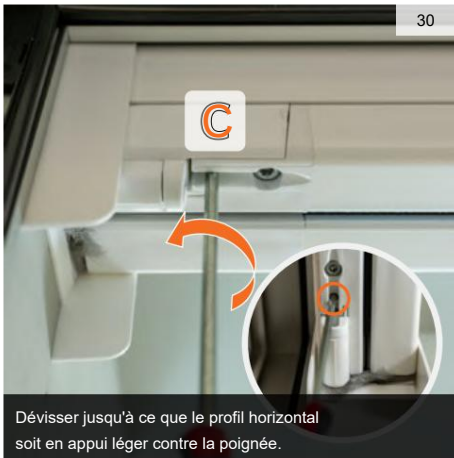 30
C
Dévisser jusqu'à ce que le profil horizontal
soit en appui léger contre la poignée.